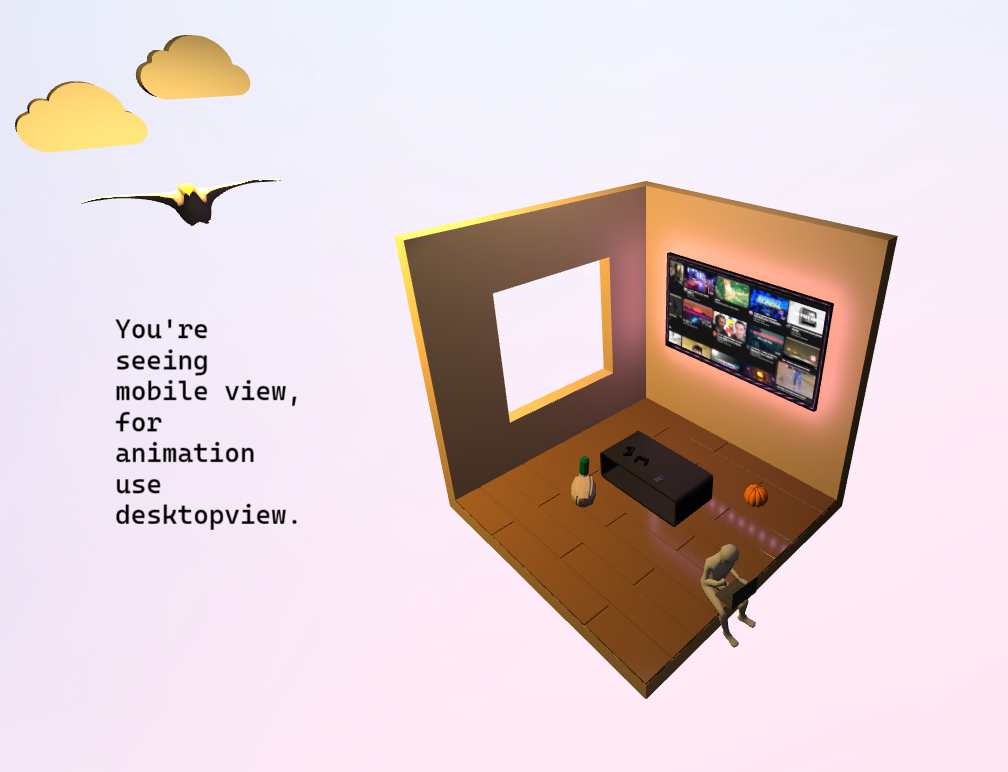 You're
seeing
mobile view,
for
animation
use
desktopview.